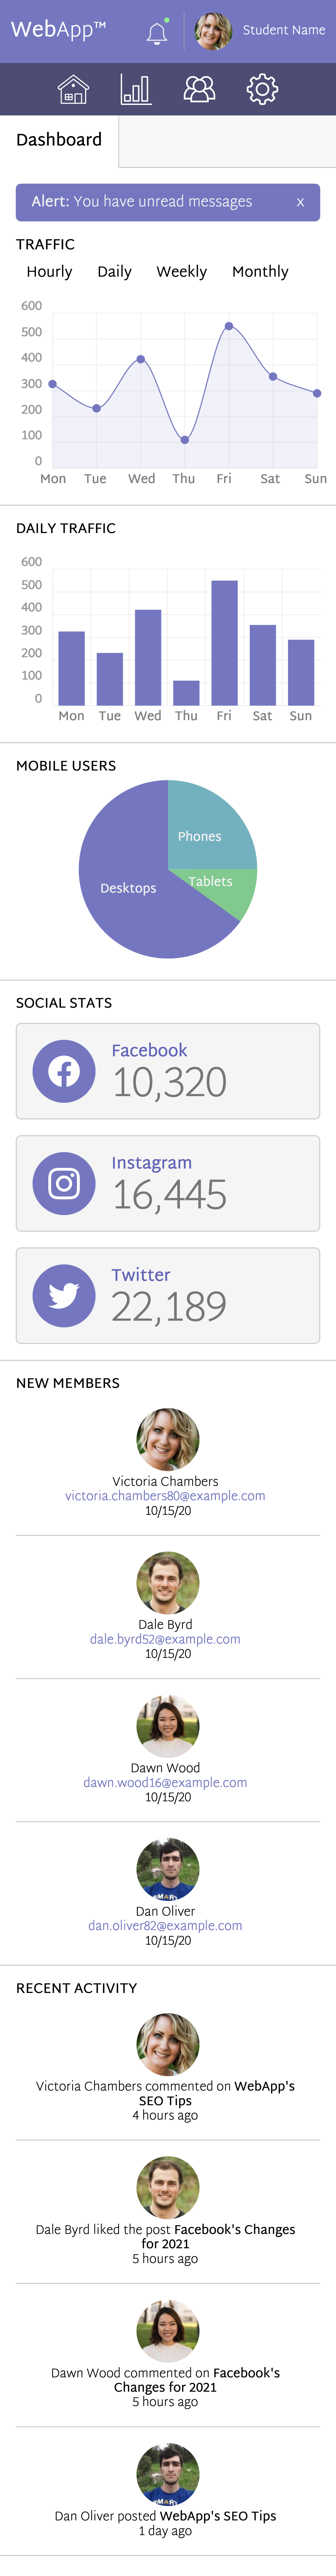 WebApp™
Student Name
Dashboard
Alert: You have unread messages x
TRAFFIC
Hourly Daily Weekly Monthly
600
500
400
300
200
100
0
Mon Tue Wed Thu Fri Sat Sun
DAILY TRAFFIC
600
500
400
300
200
100
0
Mon Tue Wed Thu Fri Sat Sun
MOBILE USERS
Phones
Tablets
Desktops
SOCIAL STATS
Facebook
10,320
Instagram
16,445
Twitter
22,189
NEW MEMBERS
Victoria Chambers
victoria.chambers80@example.com
10/15/20
Dale Byrd
dale.byrd52@example.com
10/15/20
Dawn Wood
dawn.wood16@example.com
10/15/20
Dan Oliver
dan.oliver82@example.com
10/15/20
RECENT ACTIVITY
Victoria Chambers commented on WebApp's
SEO Tips
4 hours ago
Dale Byrd liked the post Facebook's Changes
for 2021
5 hours ago
Dawn Wood commented on Facebook's
Changes for 2021
5 hours ago
Dan Oliver posted WebApp's SEO Tips
1 day ago